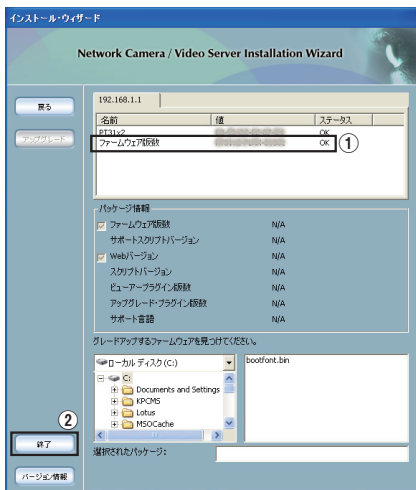 インストール・ウィザード
Network Camera / Video Server Installation Wizard
戻る
アップグレード
192.168.1.1
名前 値 ステータス
PT31x2 OK
ファームウェア版数 OK ①
パッケージ情報
ファームウェア版数 N/A
サポートスクリプトバージョン N/A
Webバージョン N/A
スクリプトバージョン N/A
ビューアープラグイン版数 N/A
アップグレード・プラグイン版数 N/A
サポート言語 N/A
グレードアップするファームウェアを見つけてください。
ローカル ディスク (C:)
bootfont.bin
C:
Documents and Settings
KPCMS
Lotus
MSOCache
②
終了
選択されたパッケージ:
バージョン情報